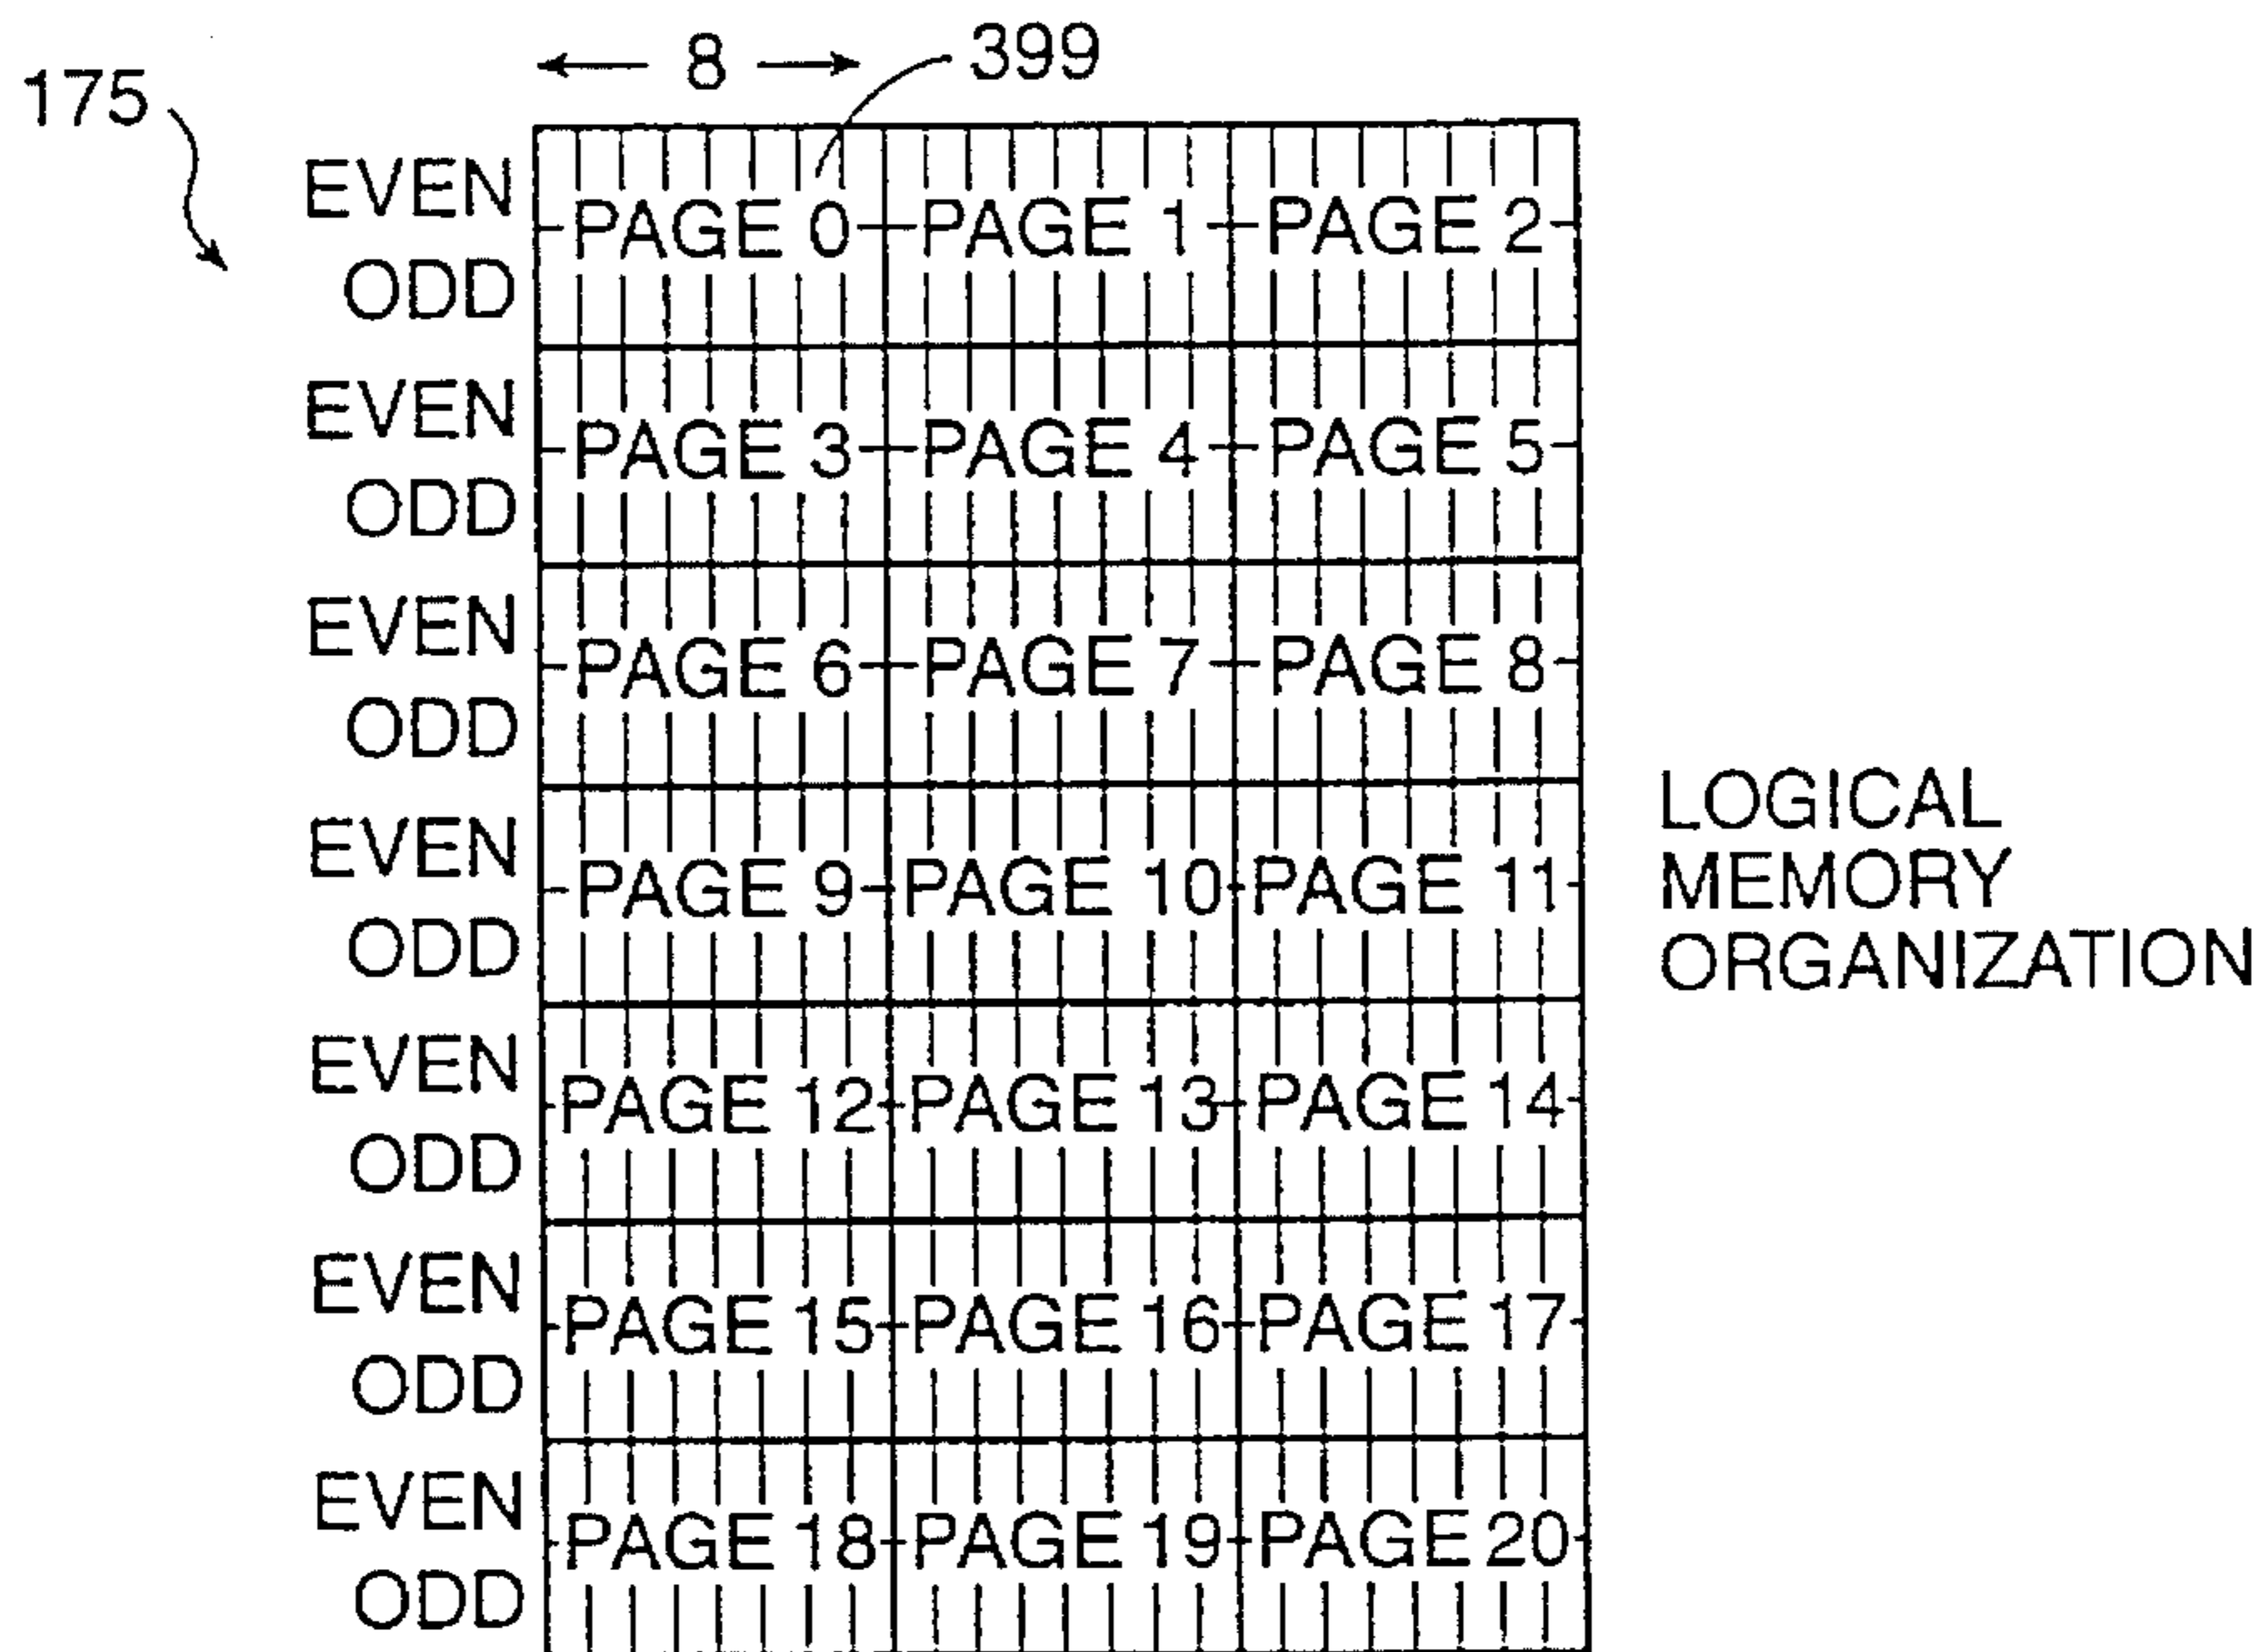 8
399
175
EVEN
PAGE 0 PAGE 1 PAGE 2
ODD
EVEN
PAGE 3 PAGE 4 PAGE 5
ODD
EVEN
PAGE 6 PAGE 7 PAGE 8
ODD
EVEN
PAGE 9 PAGE 10 PAGE 11
ODD
LOGICAL
MEMORY
ORGANIZATION
EVEN
PAGE 12 PAGE 13 PAGE 14
ODD
EVEN
PAGE 15 PAGE 16 PAGE 17
ODD
EVEN
PAGE 18 PAGE 19 PAGE 20
ODD